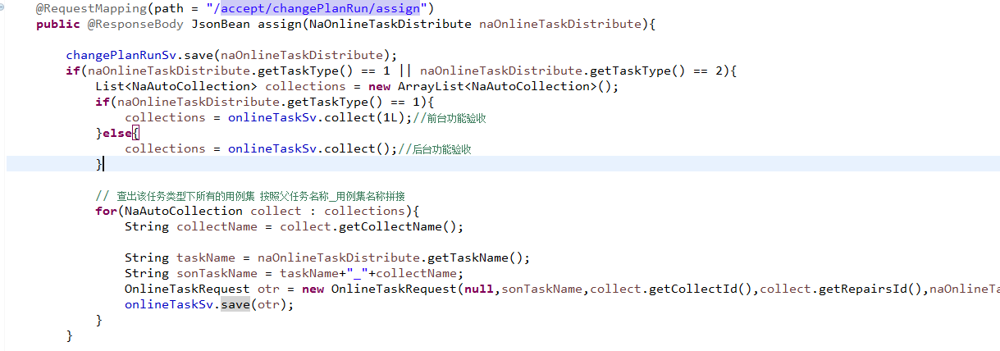 @RequestMapping(path = "/accept/changePlanRun/assign")
public @ResponseBody JsonBean assign(NaOnlineTaskDistribute naOnlineTaskDistribute){
changePlanRunSv.save(naOnlineTaskDistribute);
if(naOnlineTaskDistribute.getTaskType() == 1 || naOnlineTaskDistribute.getTaskType() == 2){
List<NaAutoCollection> collections = new ArrayList<NaAutoCollection>();
if(naOnlineTaskDistribute.getTaskType() == 1){
collections = onlineTaskSv.collect(1L);//前台功能验收
}else{
collections = onlineTaskSv.collect();//后台功能验收
}
// 查出该任务类型下所有的用例集 按照父任务名称_用例集名称拼接
for(NaAutoCollection collect : collections){
String collectName = collect.getCollectName();
String taskName = naOnlineTaskDistribute.getTaskName();
String sonTaskName = taskName+"_"+collectName;
OnlineTaskRequest otr = new OnlineTaskRequest(null,sonTaskName,collect.getCollectId(),collect.getRepairsId(),naOnlineTa
onlineTaskSv.save(otr);
}
}